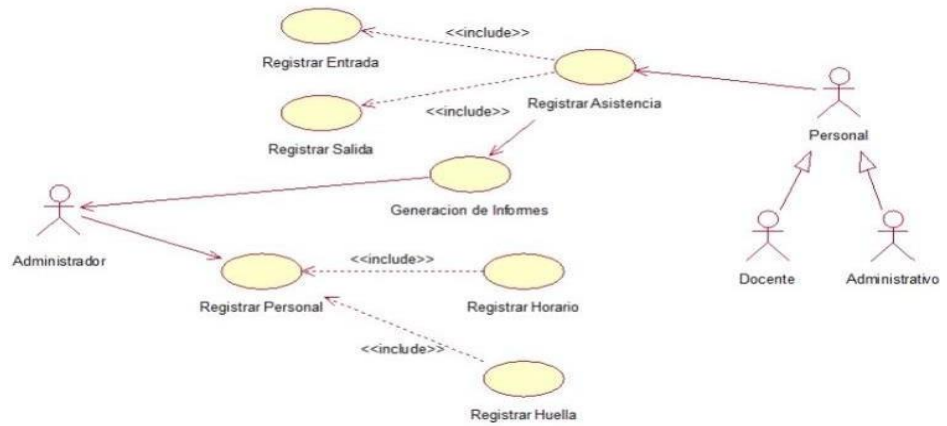 <<include>>
Registrar Entrada
Registrar Asistencia
<<include>>
Personal
Registrar Salida
Generacion de Informes
Administrador
<<include>>
Docente
Administrativo
Registrar Personal
Registrar Horario
<<include>>
Registrar Huella